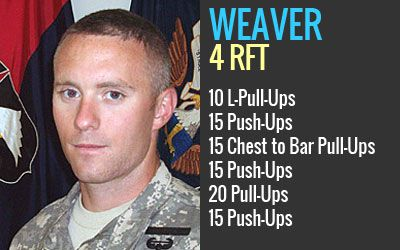 WEAVER
4 RFT
10 L-Pull-Ups
15 Push-Ups
15 Chest to Bar Pull-Ups
15 Push-Ups
20 Pull-Ups
15 Push-Ups